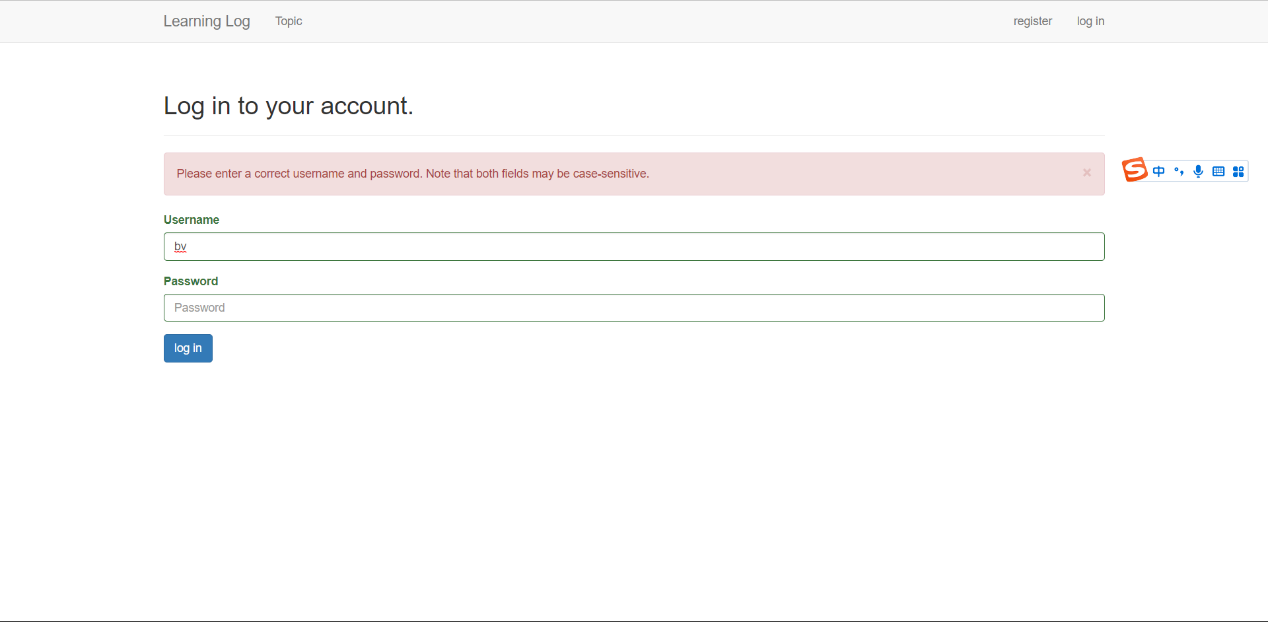 Learning Log Topic register log in
Log in to your account.
Please enter a correct username and password. Note that both fields may be case-sensitive. ×
S 中 °,
Username
bv
Password
Password
log in